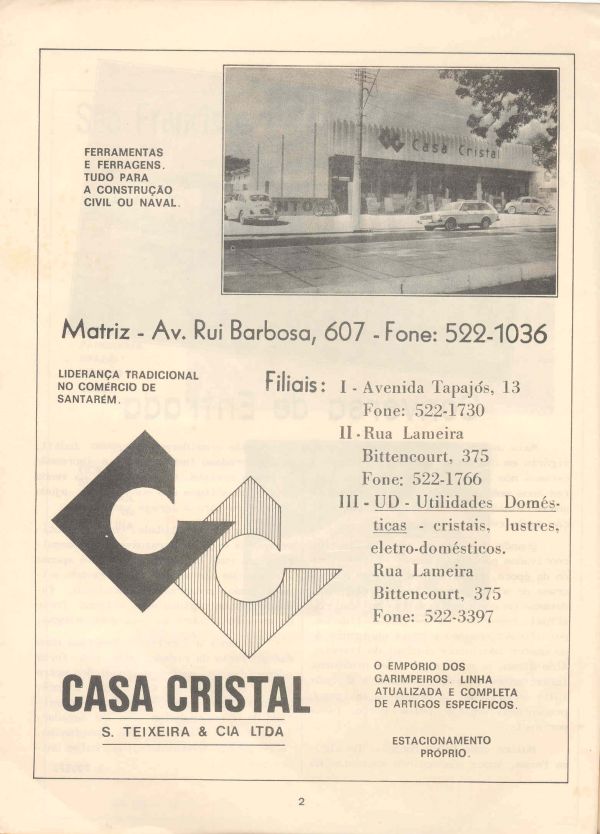 FERRAMENTAS
E FERRAGENS.
TUDO PARA
A CONSTRUÇÃO
CIVIL OU NAVAL.
Casa Cristal
NTO
Matriz - Av. Rui Barbosa, 607 - Fone: 522-1036
LIDERANÇA TRADICIONAL
NO COMÉRCIO DE
SANTARÉM.
Filiais: I - Avenida Tapajós, 13
Fone: 522-1730
II - Rua Lameira
Bittencourt, 375
Fone: 522-1766
III - UD - Utilidades Domés-
ticas - cristais, lustres,
eletro-domésticos.
Rua Lameira
Bittencourt, 375
Fone: 522-3397
CASA CRISTAL
S. TEIXEIRA & CIA LTDA
O EMPÓRIO DOS
GARIMPEIROS. LINHA
ATUALIZADA E COMPLETA
DE ARTIGOS ESPECÍFICOS.
ESTACIONAMENTO
PRÓPRIO.
2